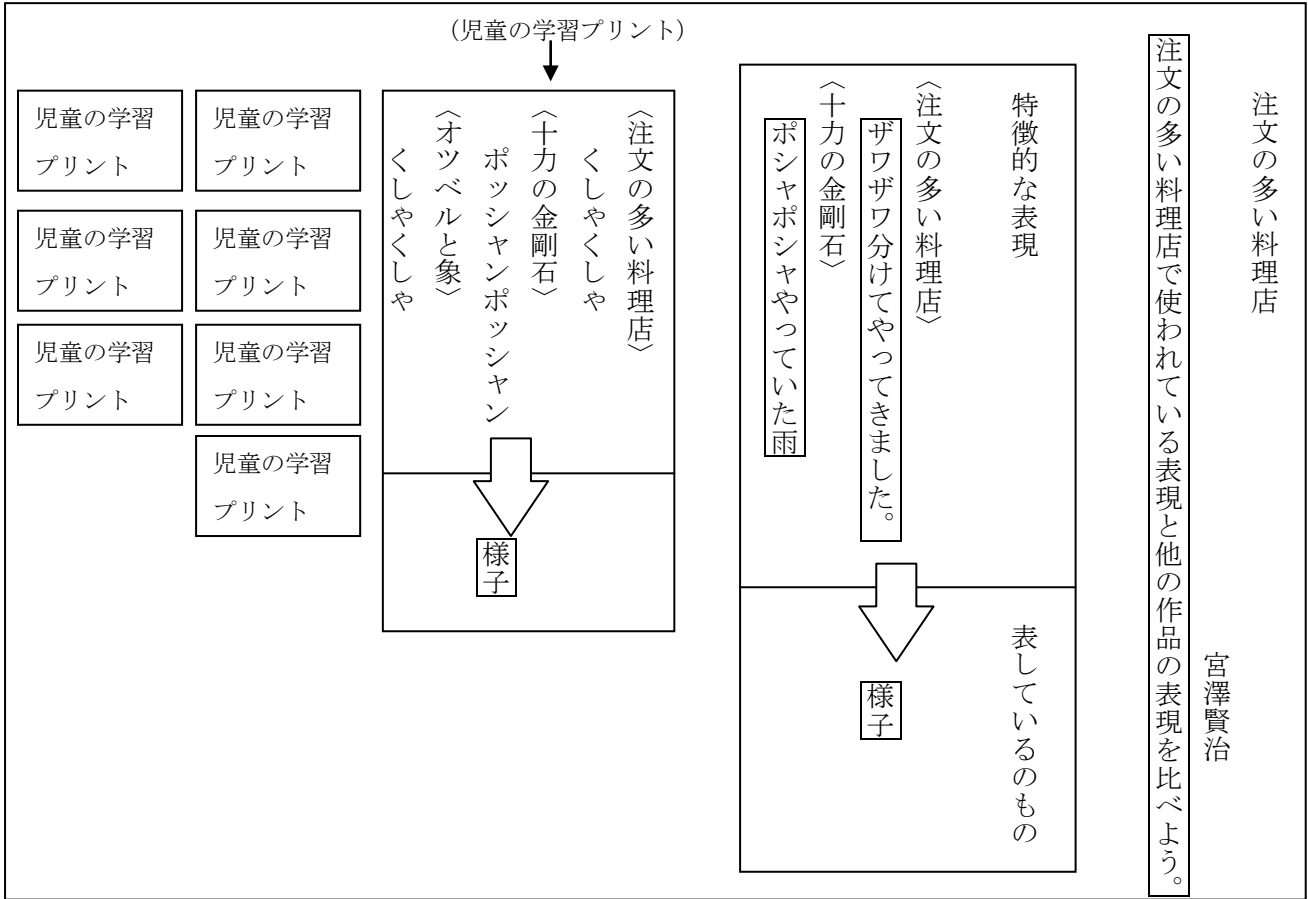 注文の多い料理店
宮澤賢治
注文の多い料理店で使われている表現と他の作品の表現を比べよう。
特徴的な表現
表しているのもの
〈注文の多い料理店〉
ザワザワ分けてやってきました。
様子
〈十力の金剛石〉
ポシャポシャやっていた雨
(児童の学習プリント)
〈注文の多い料理店〉
くしゃくしゃ
〈十力の金剛石〉
ポッシャンポッシャン
様子
〈オツベルと象〉
くしゃくしゃ
児童の学習
プリント
児童の学習
プリント
児童の学習
プリント
児童の学習
プリント
児童の学習
プリント
児童の学習
プリント
児童の学習
プリント